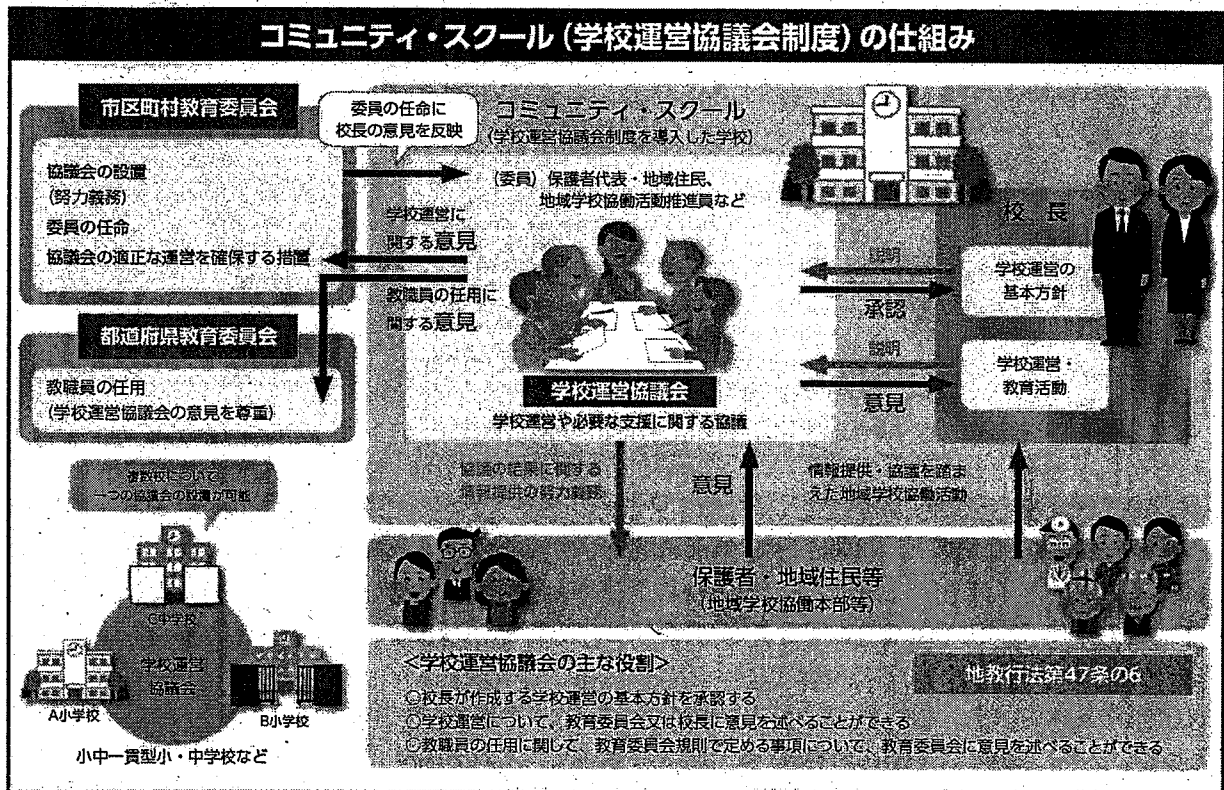 コミュニティ・スクール（学校運営協議会制度）の仕組み
市区町村教育委員会
協議会の設置
（努力義務）
委員の任命
協議会の適正な運営を確保する措置
委員の任命に
校長の意見を反映
コミュニティ・スクール
（学校運営協議会制度を導入した学校）
（委員）保護者代表・地域住民、
地域学校協働活動推進員など
学校運営に
関する意見
教職員の任用に
関する意見
都道府県教育委員会
教職員の任用
（学校運営協議会の意見を尊重）
学校運営協議会
学校運営や必要な支援に関する協議
校長
説明
承認
学校運営の
基本方針
説明
意見
学校運営・
教育活動
協議の結果に関する
情報提供の努力義務
意見
情報提供・協議を踏ま
えた地域学校協働活動
保護者・地域住民等
（地域学校協働本部等）
複数校について
一つの協議会の設置が可能
C中学校
学校運営
協議会
A小学校
B小学校
小中一貫型小・中学校など
<学校運営協議会の主な役割>
地教行法第47条の6
○校長が作成する学校運営の基本方針を承認する
○学校運営について、教育委員会又は校長に意見を述べることができる
○教職員の任用に関して、教育委員会規則で定める事項について、教育委員会に意見を述べることができる